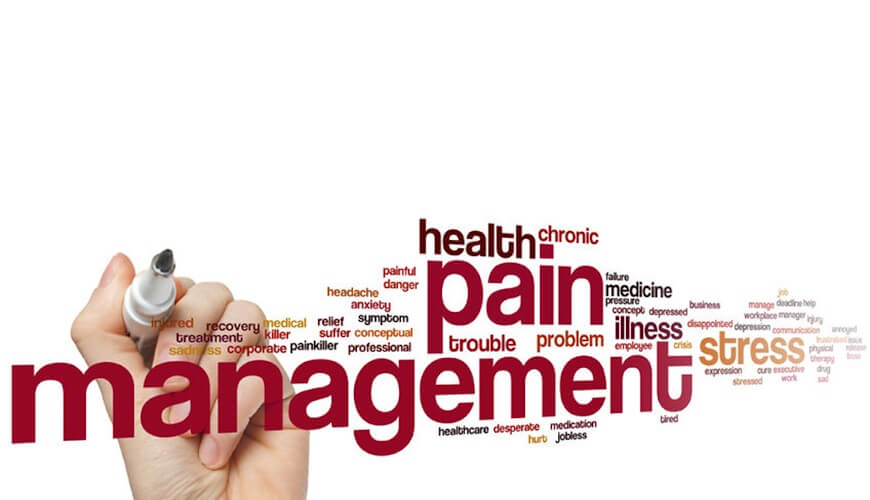 health chronic
painful
danger
pain
failure
medicine
pressure
headache
anxiety
job
manage deadline help
business
concept depressed
workplace manager injury
injured recovery medical relief symptom
illness disappointed depression communication annoyed
treatment killer suffer conceptual
trouble problem
frustrated issue
sadness corporate painkiller professional
employee crisis stress physical release
therapy boss
expression cure executive drug
stressed work sad
management
tired
healthcare desperate medication
hurt jobless